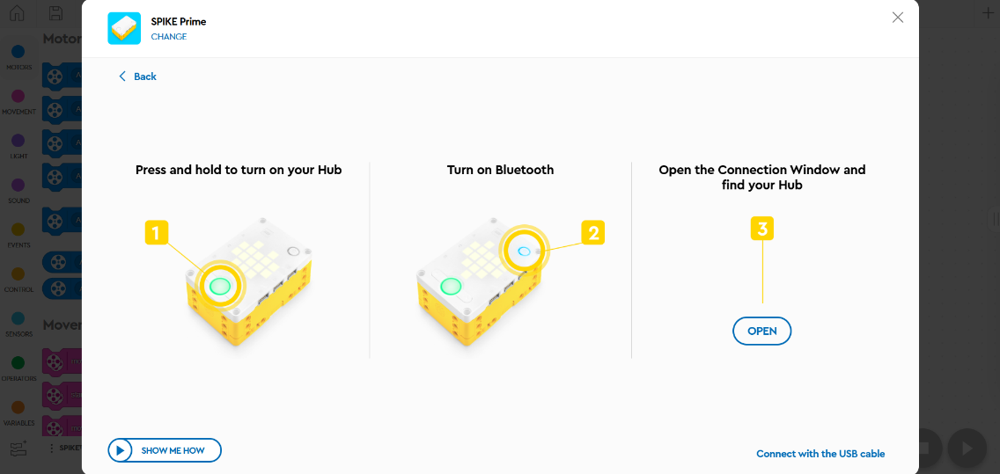 SPIKE Prime
CHANGE
Back
Press and hold to turn on your Hub
Turn on Bluetooth
Open the Connection Window and
find your Hub
1
2
3
OPEN
SHOW ME HOW
Connect with the USB cable
Motor
MOTORS
MOVEMENT
LIGHT
SOUND
EVENTS
CONTROL
Mover
SENSORS
OPERATORS
VARIABLES
SPIKE